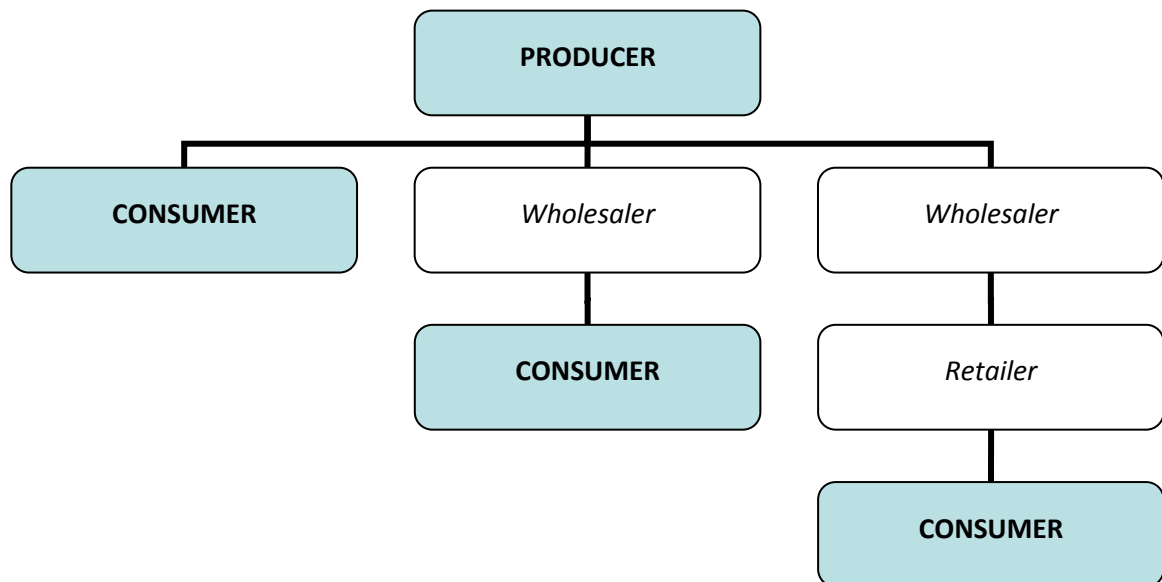 PRODUCER
CONSUMER
Wholesaler
Wholesaler
CONSUMER
Retailer
CONSUMER